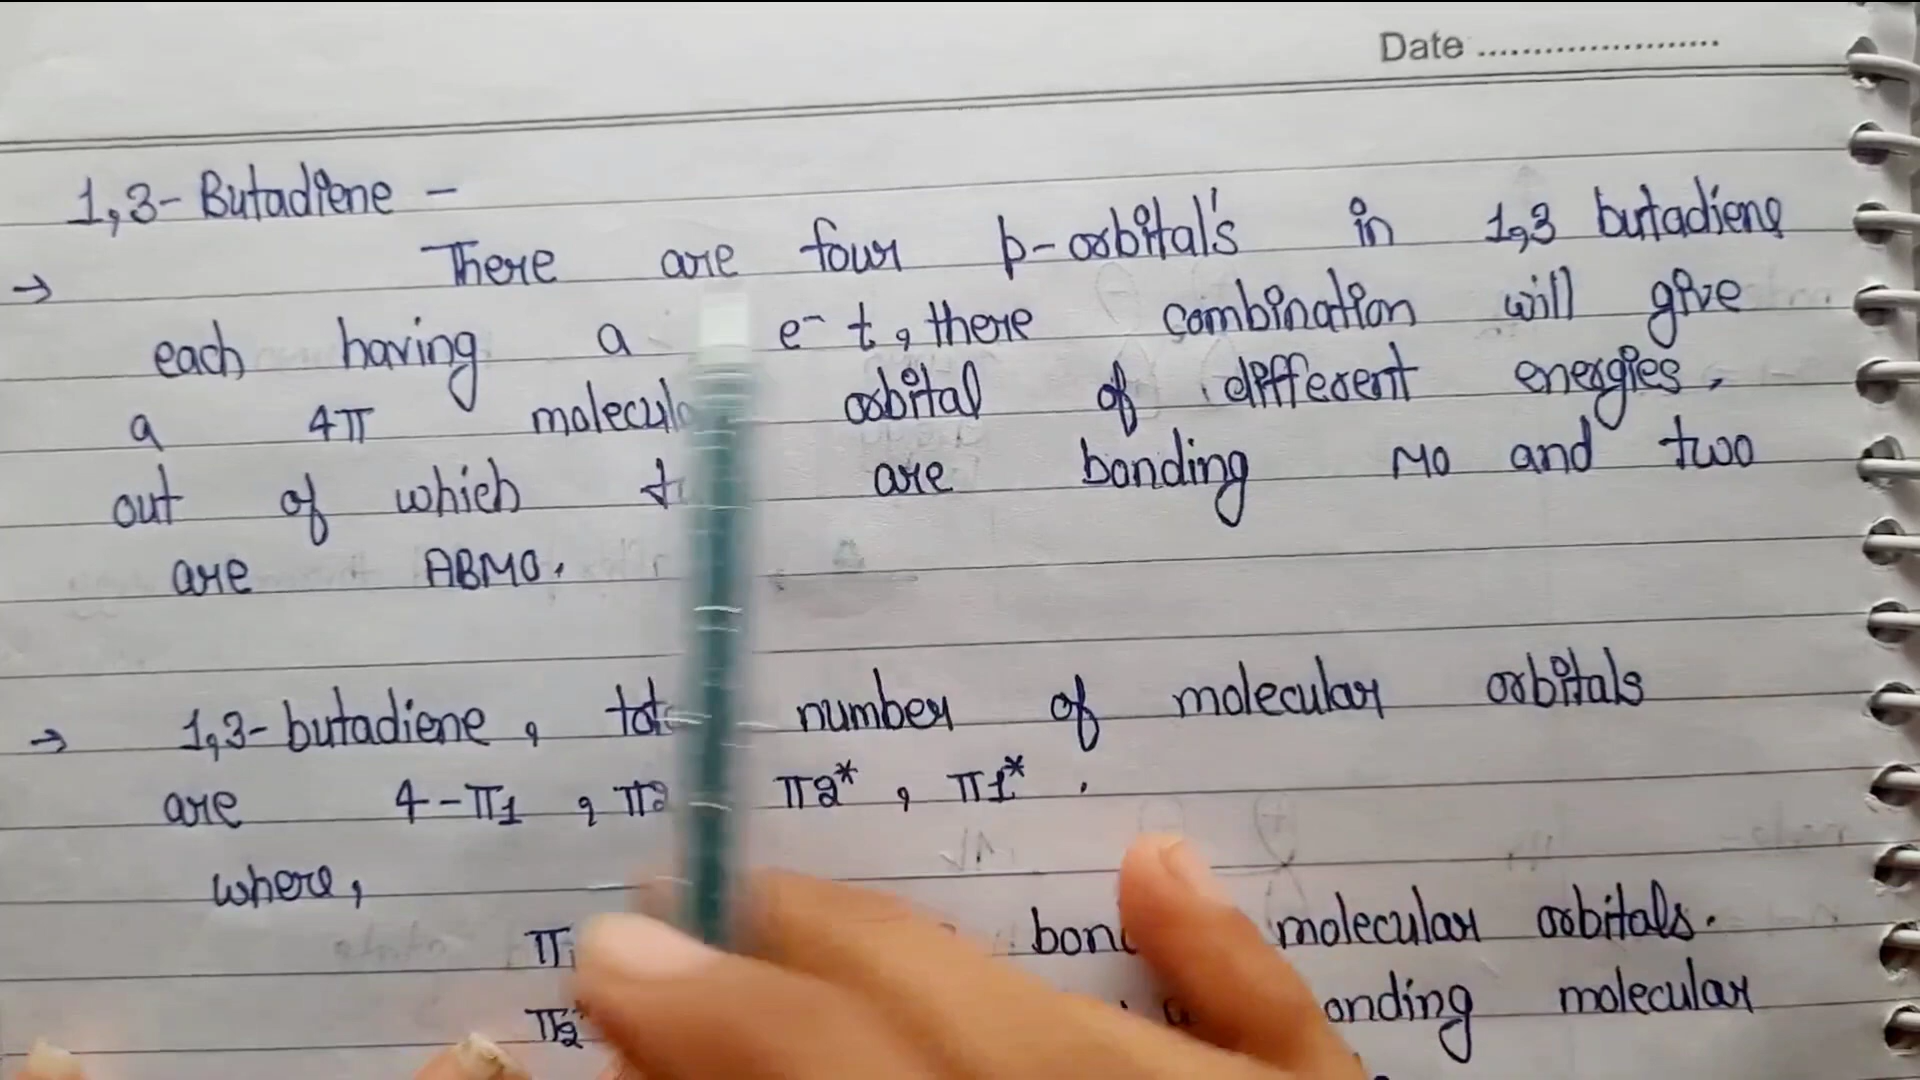 Date
1,3- Butadiene -
→ There are four p-orbital's in 1,3 butadiene
each having a e⁻ t, there combination will give
a 4π orbital of different energies,
out of which are bonding MO and two
are ABMO.
→ 1,3-butadiene, number of molecular orbitals
are 4-π1, π2 π2*, π1*.
where,
molecular orbitals.
molecular